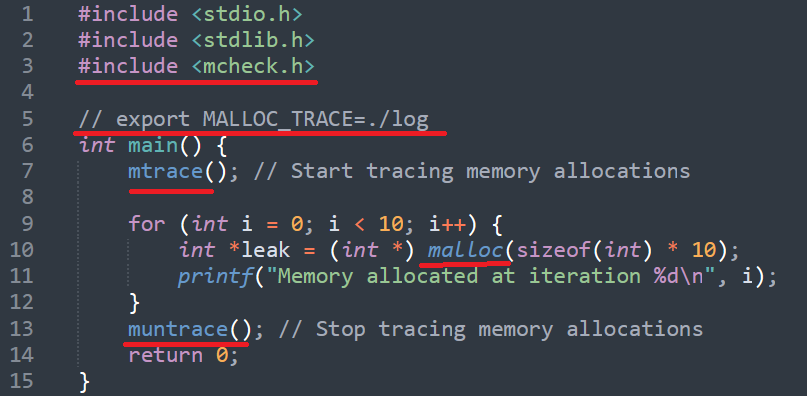 1 #include <stdio.h>
2 #include <stdlib.h>
3 #include <mcheck.h>
4
5 // export MALLOC_TRACE=./log
6 int main() {
7 mtrace(); // Start tracing memory allocations
8
9 for (int i = 0; i < 10; i++) {
10 int *leak = (int *) malloc(sizeof(int) * 10);
11 printf("Memory allocated at iteration %d\n", i);
12 }
13 muntrace(); // Stop tracing memory allocations
14 return 0;
15 }